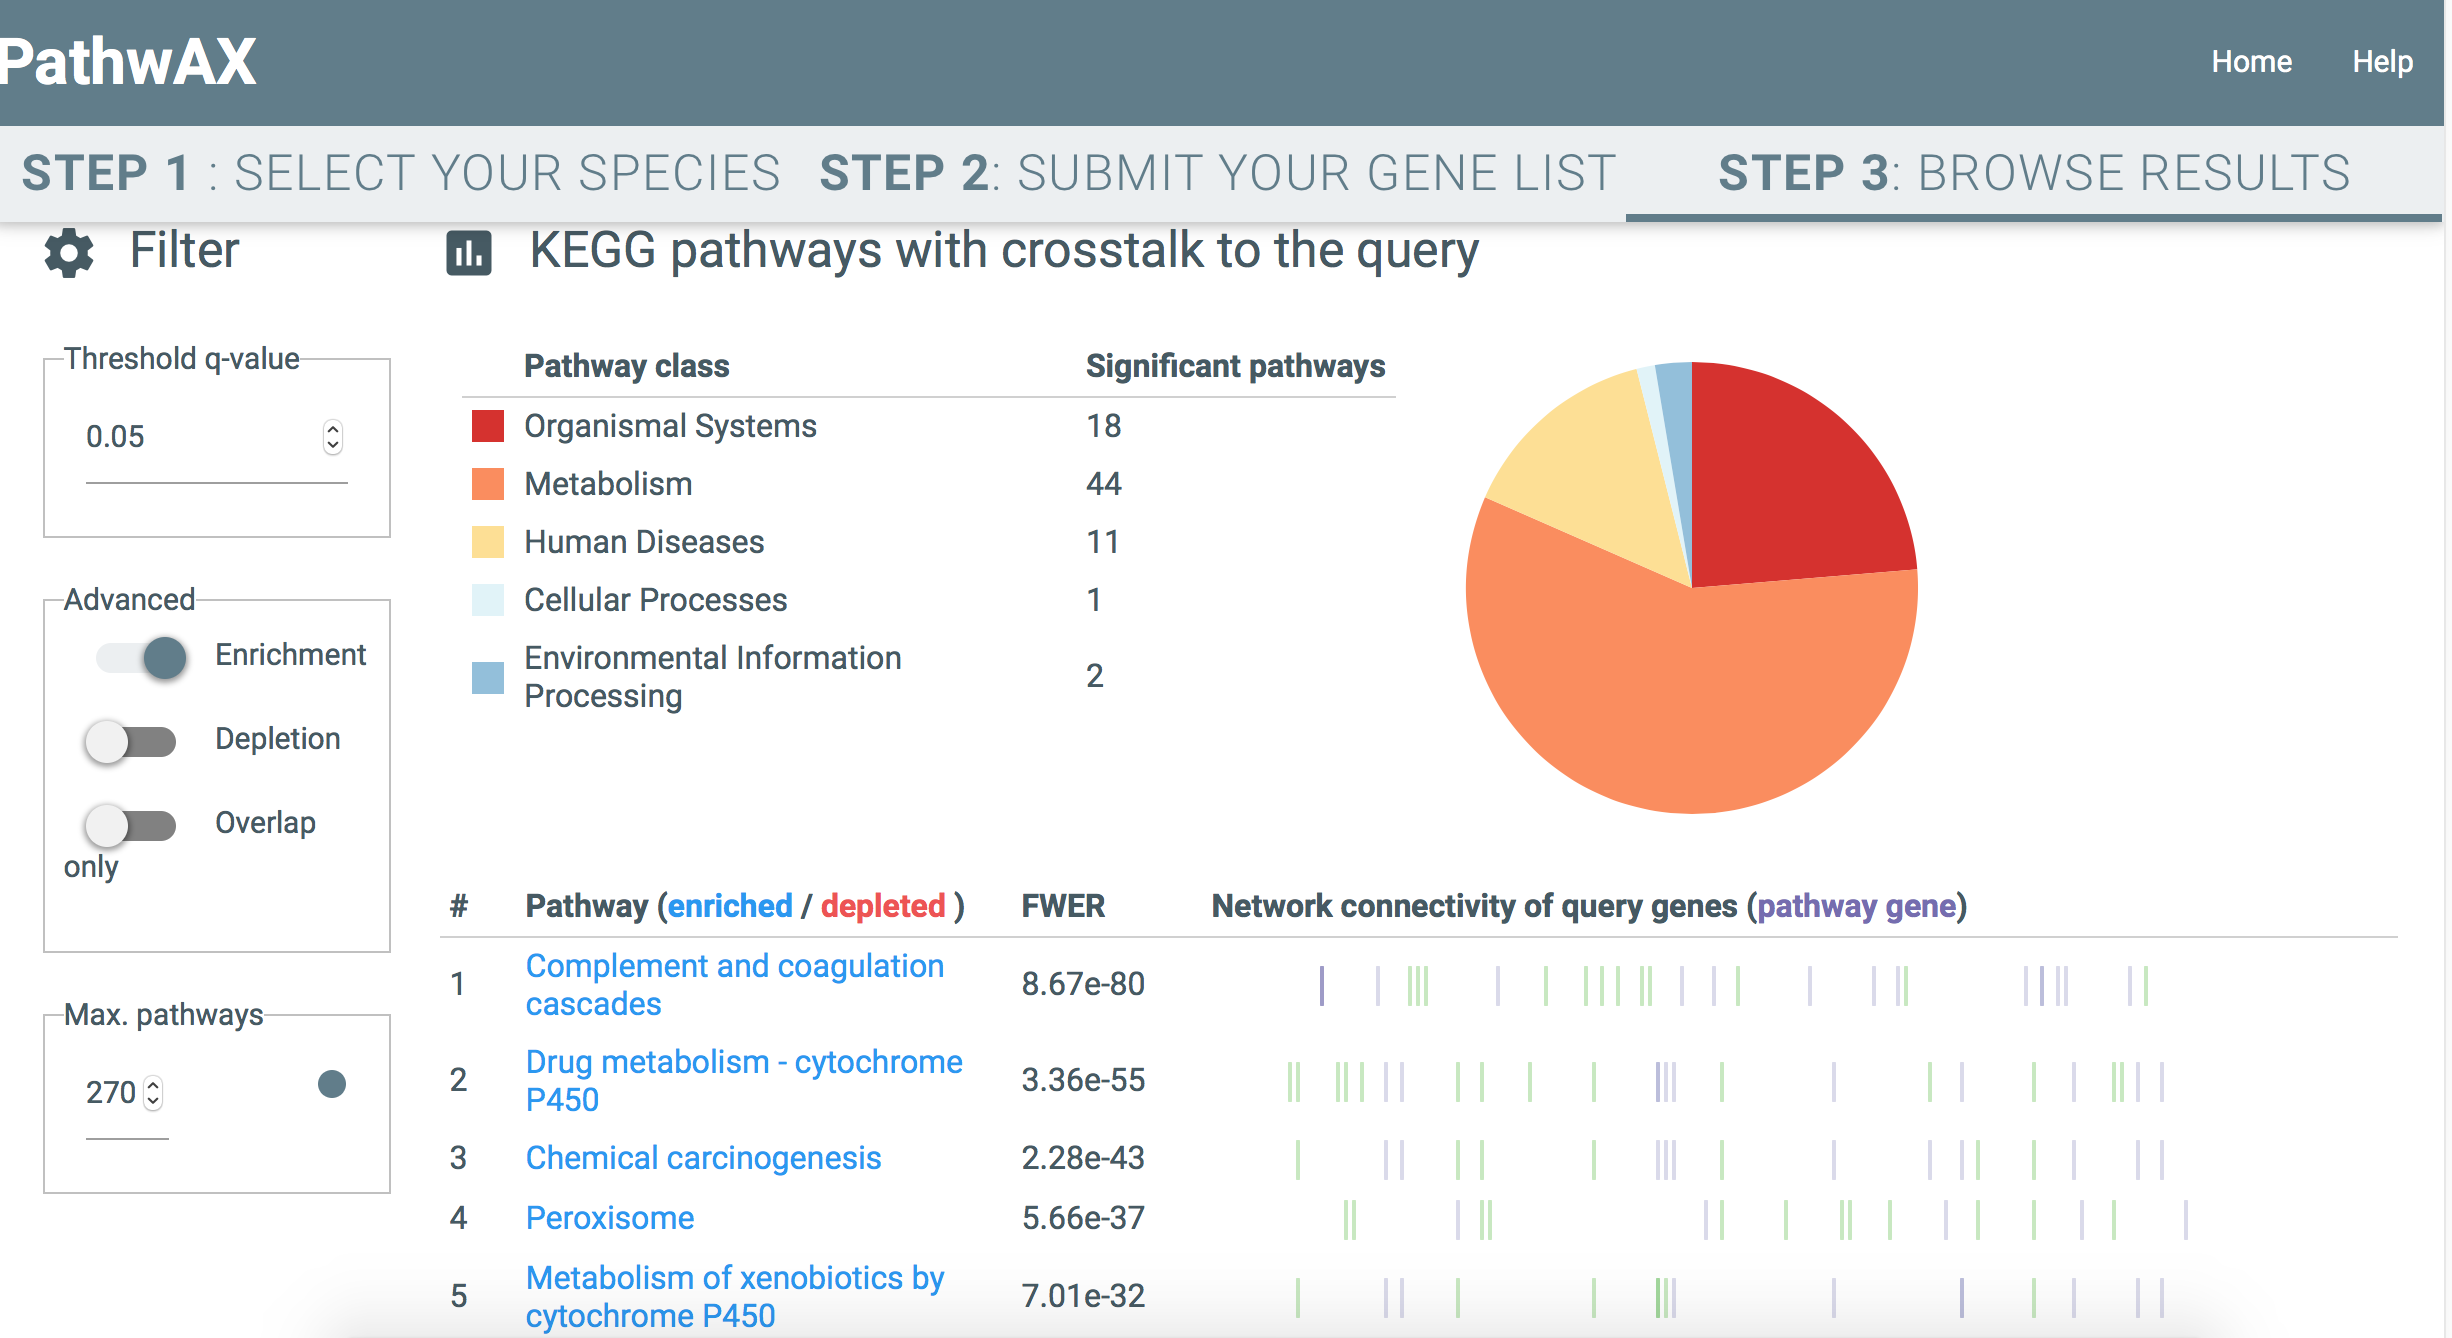 PathwAX
Home
Help
STEP 1 : SELECT YOUR SPECIES
STEP 2: SUBMIT YOUR GENE LIST
STEP 3: BROWSE RESULTS
Filter
KEGG pathways with crosstalk to the query
Threshold q-value
0.05
Advanced
Enrichment
Depletion
Overlap
only
Max. pathways
270
Pathway class Significant pathways
Organismal Systems 18
Metabolism 44
Human Diseases 11
Cellular Processes 1
Environmental Information
Processing 2
# Pathway (enriched / depleted ) FWER Network connectivity of query genes (pathway gene)
1 Complement and coagulation
cascades 8.67e-80
2 Drug metabolism - cytochrome
P450 3.36e-55
3 Chemical carcinogenesis 2.28e-43
4 Peroxisome 5.66e-37
5 Metabolism of xenobiotics by
cytochrome P450 7.01e-32